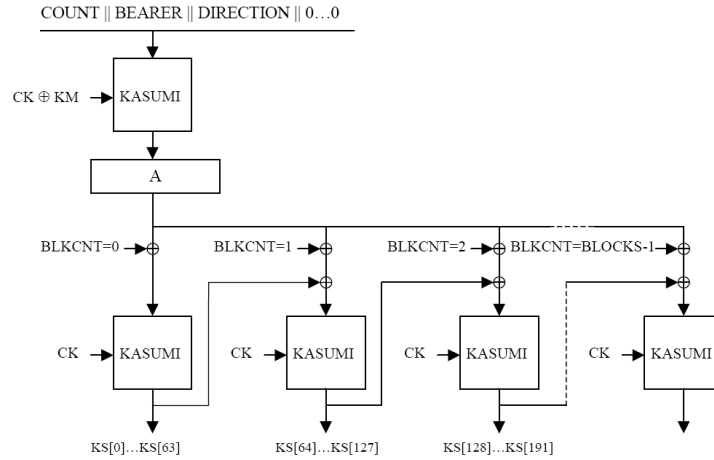 COUNT || BEARER || DIRECTION || 0…0
CK ⊕ KM
KASUMI
A
BLKCNT=0
BLKCNT=1
BLKCNT=2
BLKCNT=BLOCKS-1
CK
KASUMI
CK
KASUMI
CK
KASUMI
CK
KASUMI
KS[0]…KS[63]
KS[64]…KS[127]
KS[128]…KS[191]